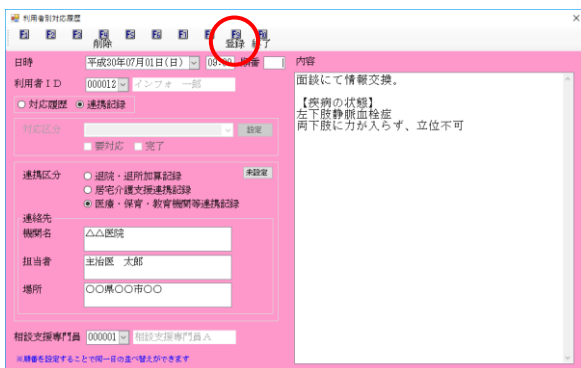 利用者別対応履歴
削除 登録 終了
日時 平成30年07月01日(日) 09:00 順番 1 内容
利用者ID 000012 インフォ 一郎
面談にて情報交換。
○対応履歴 ●連携記録
【疾病の状態】
左下肢静脈血栓症
両下肢に力が入らず、立位不可
対応区分 設定
要対応 完了
連携区分 ○退院・退所加算記録 未設定
○居宅介護支援連携記録
●医療・保育・教育機関等連携記録
連絡先
機関名 △△医院
担当者 主治医 太郎
場所 〇〇県〇〇市〇〇
相談支援専門員 000001 相談支援専門員A
※順番を設定することで同一日の並べ替えができます